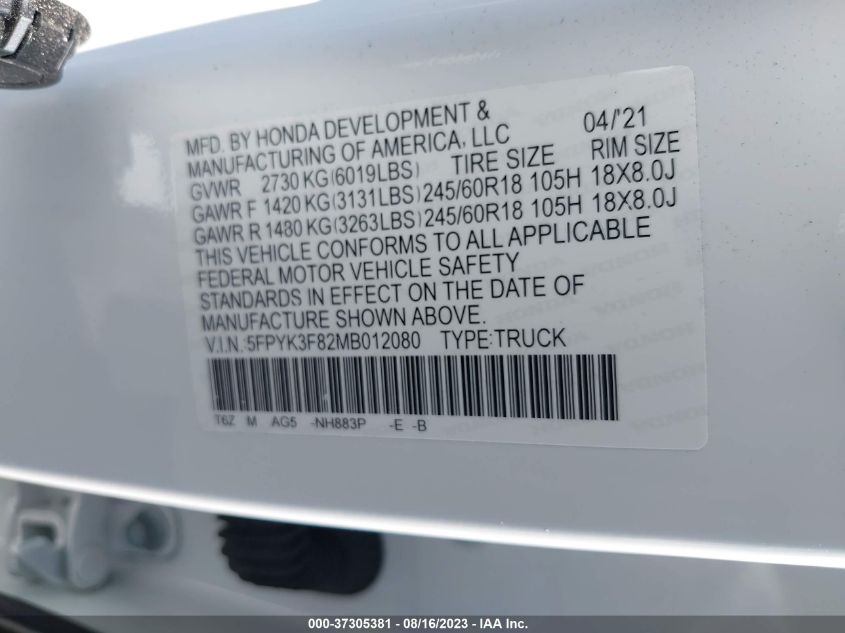 MFD. BY HONDA DEVELOPMENT & 04/'21
MANUFACTURING OF AMERICA, LLC
GVWR 2730 KG(6019LBS) TIRE SIZE RIM SIZE
GAWR F 1420 KG(3131LBS) 245/60R18 105H 18X8.0J
GAWR R 1480 KG(3263LBS) 245/60R18 105H 18X8.0J
THIS VEHICLE CONFORMS TO ALL APPLICABLE
FEDERAL MOTOR VEHICLE SAFETY
STANDARDS IN EFFECT ON THE DATE OF
MANUFACTURE SHOWN ABOVE.
V.I.N.:5FPYK3F82MB012080 TYPE:TRUCK
T6Z M AG5 -NH883P -E -B
000-37305381 - 08/16/2023 - IAA Inc.